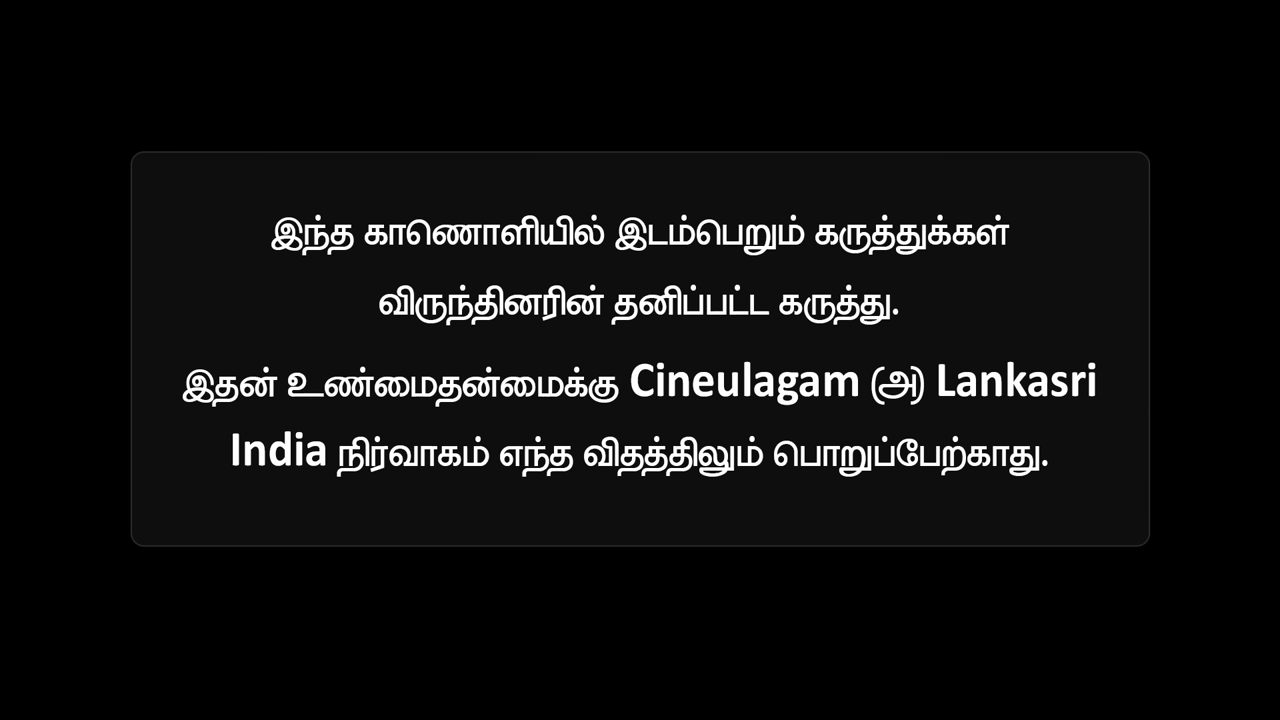 இந்த காணொளியில் இடம்பெறும் கருத்துக்கள்
விருந்தினரின் தனிப்பட்ட கருத்து.
இதன் உண்மைதன்மைக்கு Cineulagam (அ) Lankasri
India நிர்வாகம் எந்த விதத்திலும் பொறுப்பேற்காது.